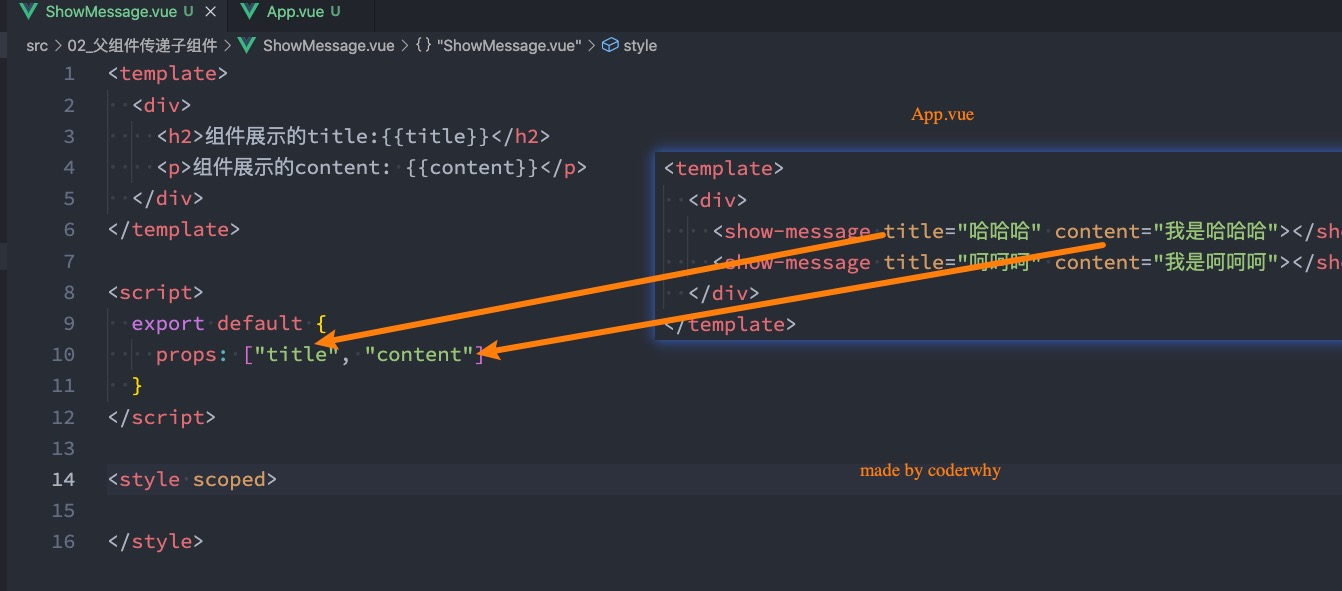 ShowMessage.vue U × App.vue U
src > 02_父组件传递子组件 > ShowMessage.vue > {} "ShowMessage.vue" > style
1 <template>
2 <div>
3 <h2>组件展示的title:{{title}}</h2>
4 <p>组件展示的content: {{content}}</p>
5 </div>
6 </template>
7
8 <script>
9 export default {
10 props: ["title", "content"]
11 }
12 </script>
13
14 <style scoped>
15
16 </style>
App.vue
<template>
<div>
<show-message title="哈哈哈" content="我是哈哈哈"></sh
<show-message title="呵呵呵" content="我是呵呵呵"></sh
</div>
</template>
made by coderwhy